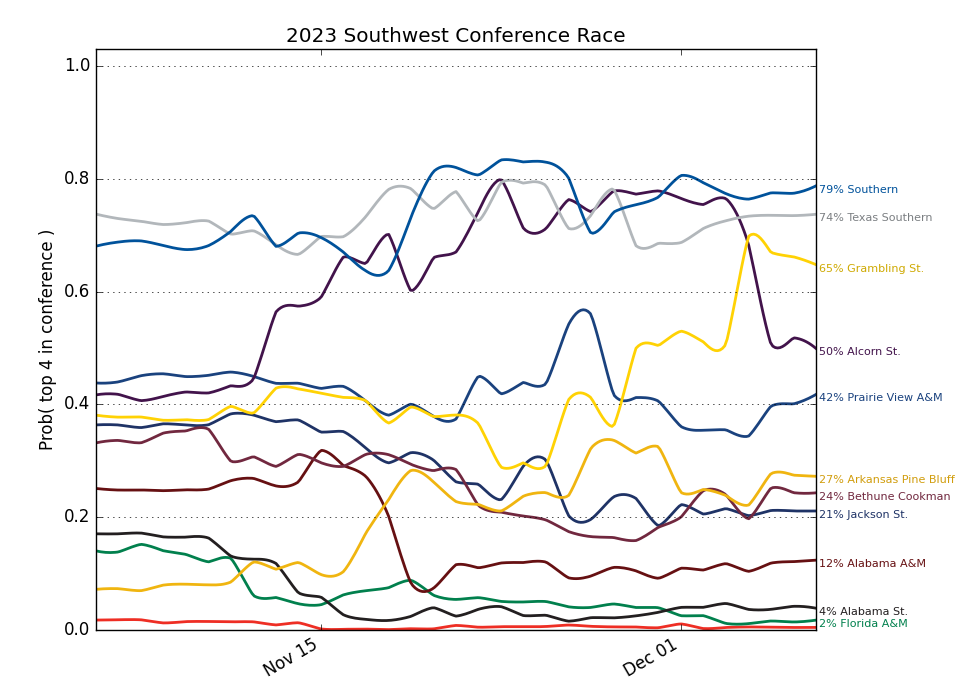 2023 Southwest Conference Race
Prob( top 4 in conference )
1.0
0.8
0.6
0.4
0.2
0.0
Nov 15
Dec 01
79% Southern
74% Texas Southern
65% Grambling St.
50% Alcorn St.
42% Prairie View A&M
27% Arkansas Pine Bluff
24% Bethune Cookman
21% Jackson St.
12% Alabama A&M
4% Alabama St.
2% Florida A&M